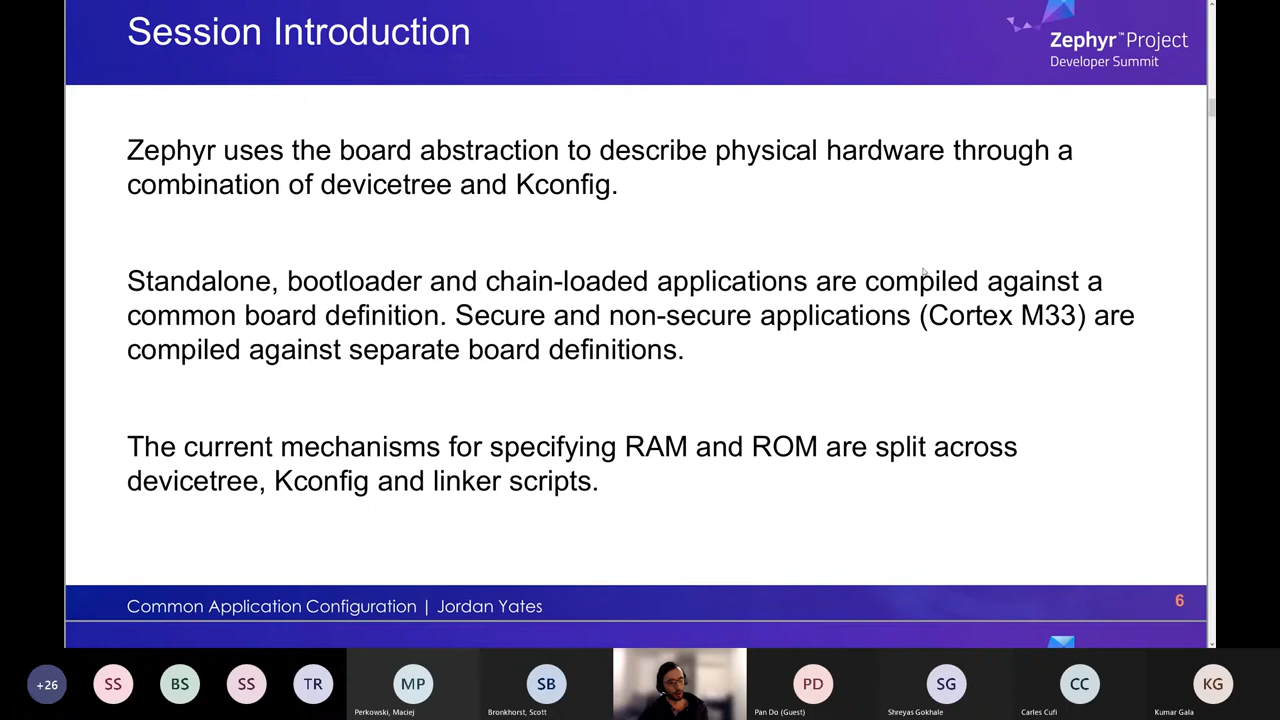 Session Introduction
Zephyr™Project
Developer Summit
Zephyr uses the board abstraction to describe physical hardware through a
combination of devicetree and Kconfig.
Standalone, bootloader and chain-loaded applications are compiled against a
common board definition. Secure and non-secure applications (Cortex M33) are
compiled against separate board definitions.
The current mechanisms for specifying RAM and ROM are split across
devicetree, Kconfig and linker scripts.
Common Application Configuration | Jordan Yates
6
+26
SS
BS
SS
TR
MP
SB
PD
SG
CC
KG
Perkowski, Maciej
Bronkhorst, Scott
Pan Do (Guest)
Shreyas Gokhale
Carles Cufi
Kumar Gala